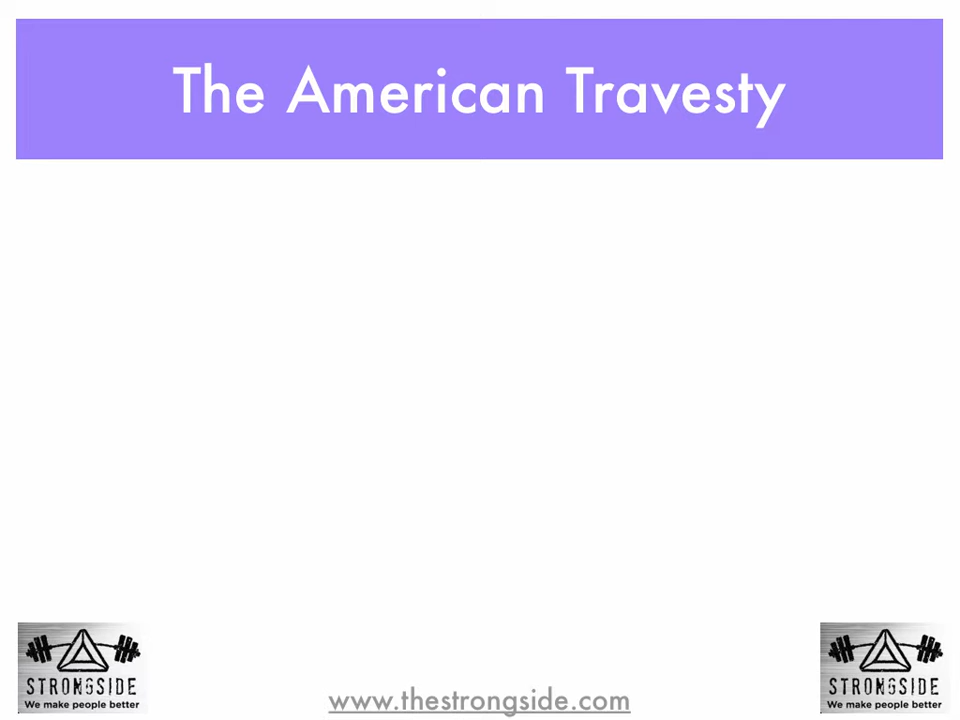 The American Travesty
STRONGSIDE
We make people better
www.thestrongside.com
STRONGSIDE
We make people better